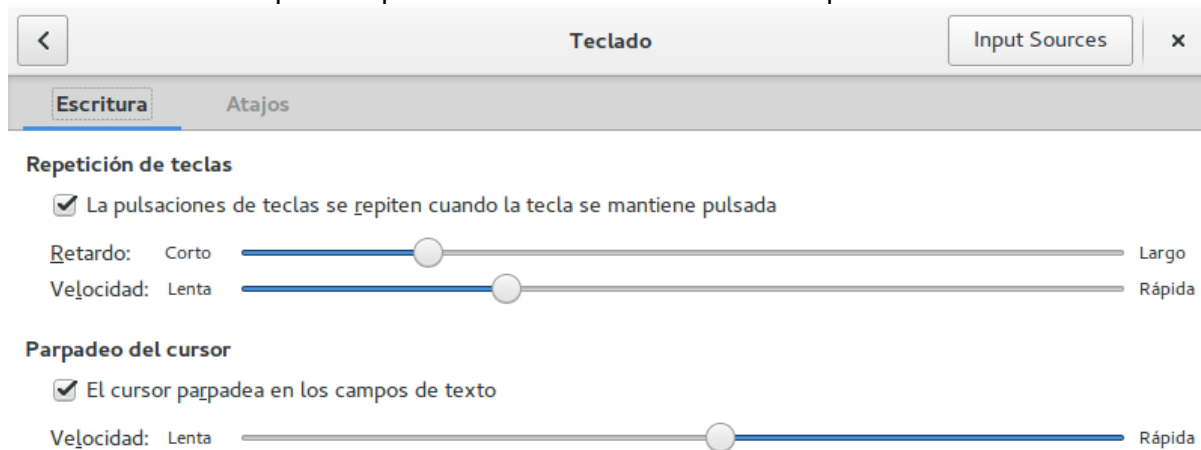 Teclado
Input Sources
Escritura Atajos
Repetición de teclas
La pulsaciones de teclas se repiten cuando la tecla se mantiene pulsada
Retardo: Corto Largo
Velocidad: Lenta Rápida
Parpadeo del cursor
El cursor parpadea en los campos de texto
Velocidad: Lenta Rápida